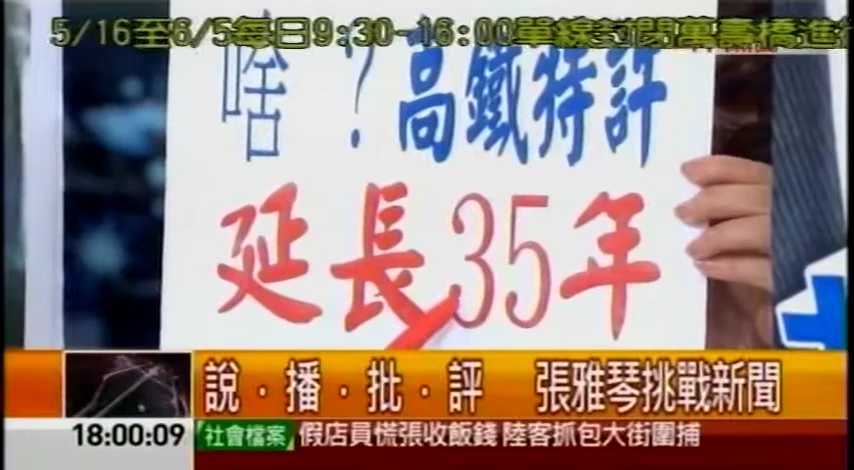 5/16至6/5每日9:30-16:00單線封閉萬壽橋進行
啥？高鐵特許
延長35年
說·播·批·評 張雅琴挑戰新聞
18:00:09 社會檔案 假店員慌張收飯錢 陸客抓包大街圍捕